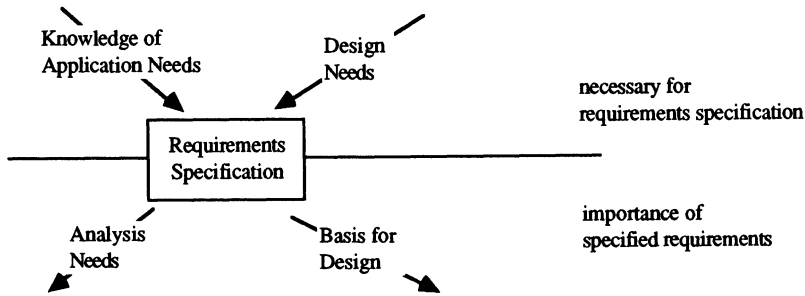 Knowledge of
Application Needs
Design
Needs
necessary for
requirements specification
Requirements
Specification
Analysis
Needs
Basis for
Design
importance of
specified requirements